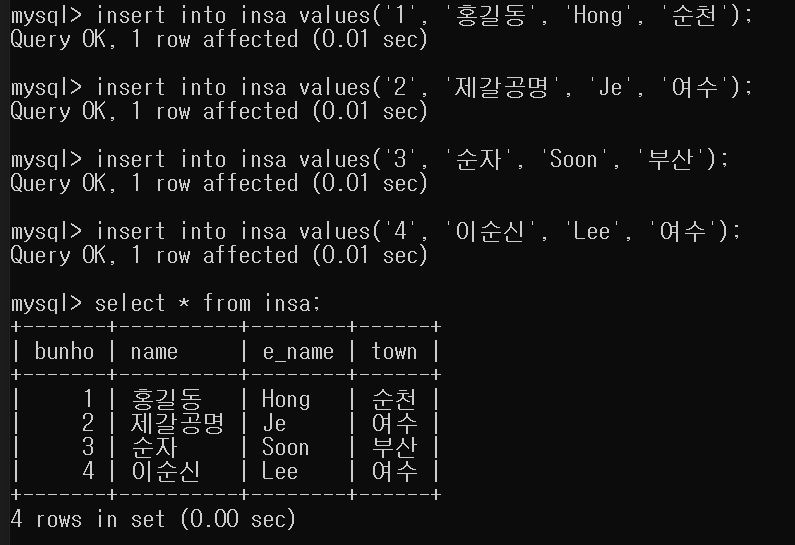 mysql> insert into insa values('1', '홍길동', 'Hong', '순천');
Query OK, 1 row affected (0.01 sec)
mysql> insert into insa values('2', '제갈공명', 'Je', '여수');
Query OK, 1 row affected (0.01 sec)
mysql> insert into insa values('3', '순자', 'Soon', '부산');
Query OK, 1 row affected (0.01 sec)
mysql> insert into insa values('4', '이순신', 'Lee', '여수');
Query OK, 1 row affected (0.01 sec)
mysql> select * from insa;
+-------+----------+--------+------+
| bunho | name     | e_name | town |
+-------+----------+--------+------+
|     1 | 홍길동   | Hong   | 순천 |
|     2 | 제갈공명 | Je     | 여수 |
|     3 | 순자     | Soon   | 부산 |
|     4 | 이순신   | Lee    | 여수 |
+-------+----------+--------+------+
4 rows in set (0.00 sec)